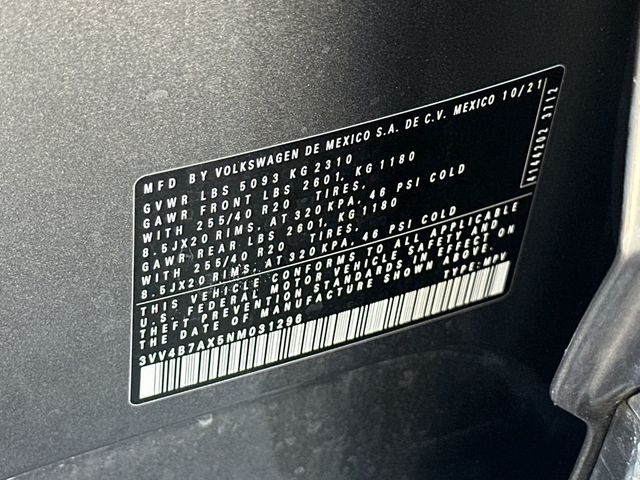 MFD BY VOLKSWAGEN DE MEXICO S.A. DE C.V. MEXICO 10/21
GVWR LBS 5093 KG 2310
GAWR FRONT LBS 2601, KG 1180
WITH 255/40 R20 TIRES,
8.5JX20 RIMS, AT 320 KPA, 46 PSI COLD
GAWR REAR LBS 2601, KG 1180
WITH 255/40 R20 TIRES,
8.5JX20 RIMS, AT 320 KPA, 46 PSI COLD
THIS VEHICLE CONFORMS TO ALL APPLICABLE
U.S. FEDERAL MOTOR VEHICLE SAFETY AND
THEFT PREVENTION STANDARDS IN EFFECT ON
THE DATE OF MANUFACTURE SHOWN ABOVE.
3VV4B7AX5NM031296 TYPE: MPV
3712